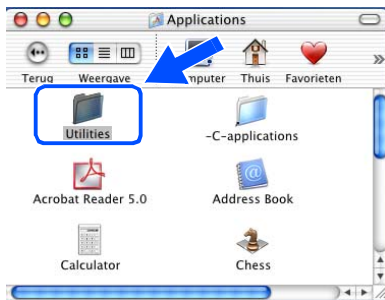 Applications
Terug Weergave mputer Thuis Favorieten
Utilities -C-applications
Acrobat Reader 5.0 Address Book
Calculator Chess